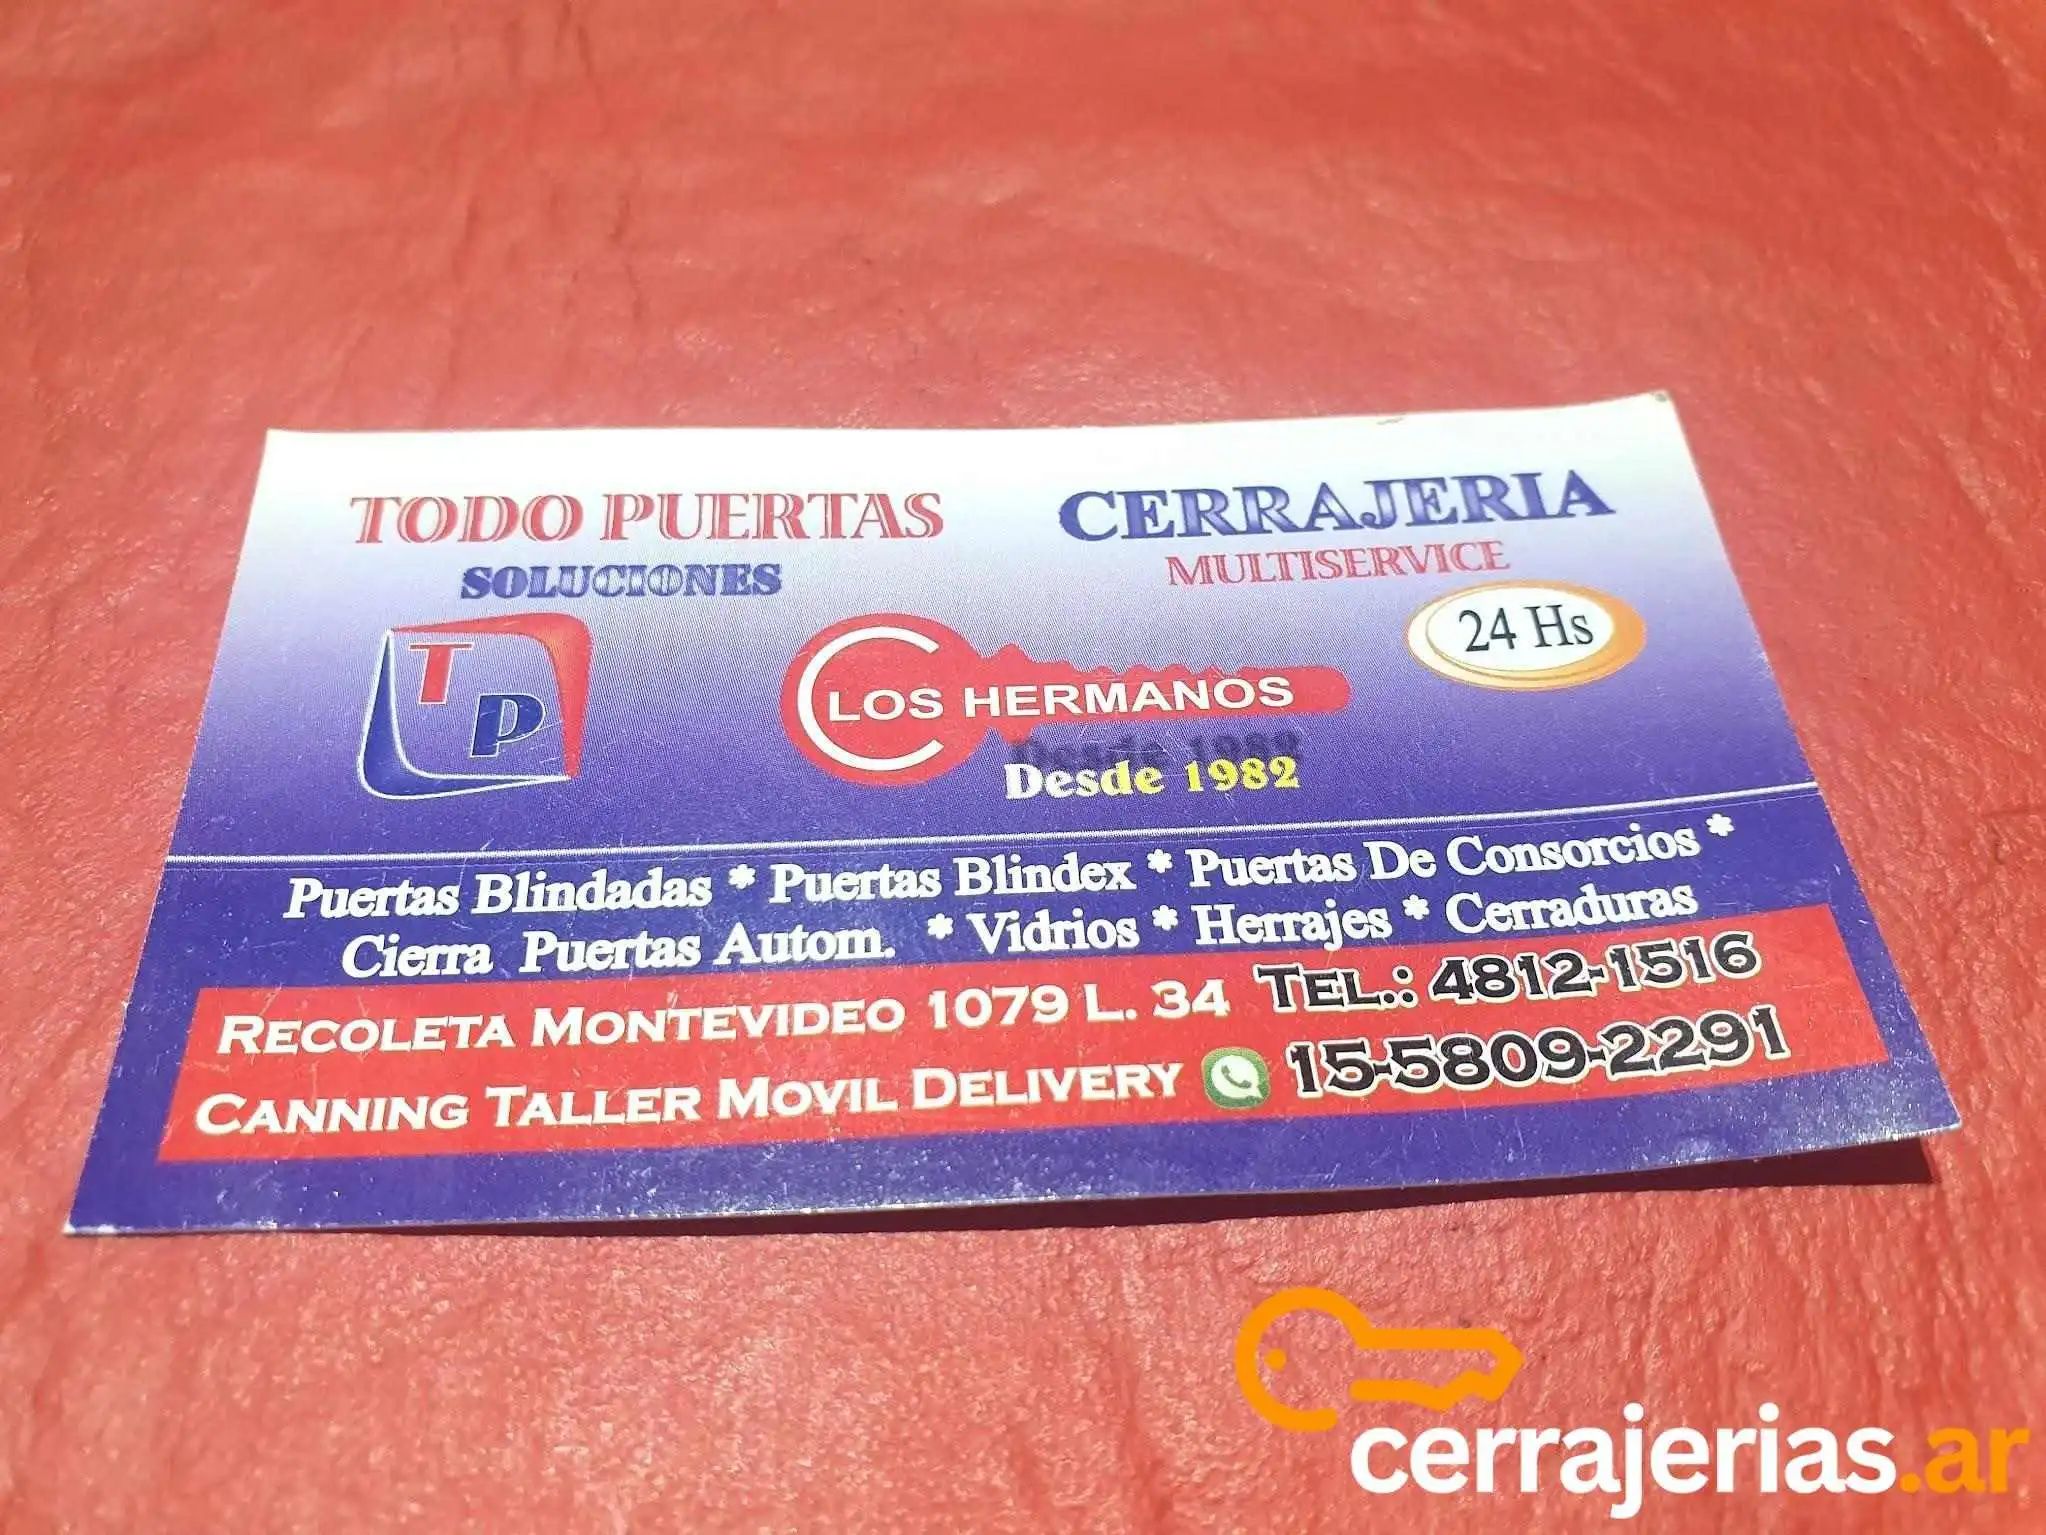 TODO PUERTAS
SOLUCIONES
TP
CERRAJERIA
MULTISERVICE
24 Hs
LOS HERMANOS
Desde 1982
Puertas Blindadas * Puertas Blindex * Puertas De Consorcios *
Cierra Puertas Autom. * Vidrios * Herrajes * Cerraduras
RECOLETA MONTEVIDEO 1079 L. 34 TEL.: 4812-1516
CANNING TALLER MOVIL DELIVERY 15-5809-2291
cerrajerias.ar